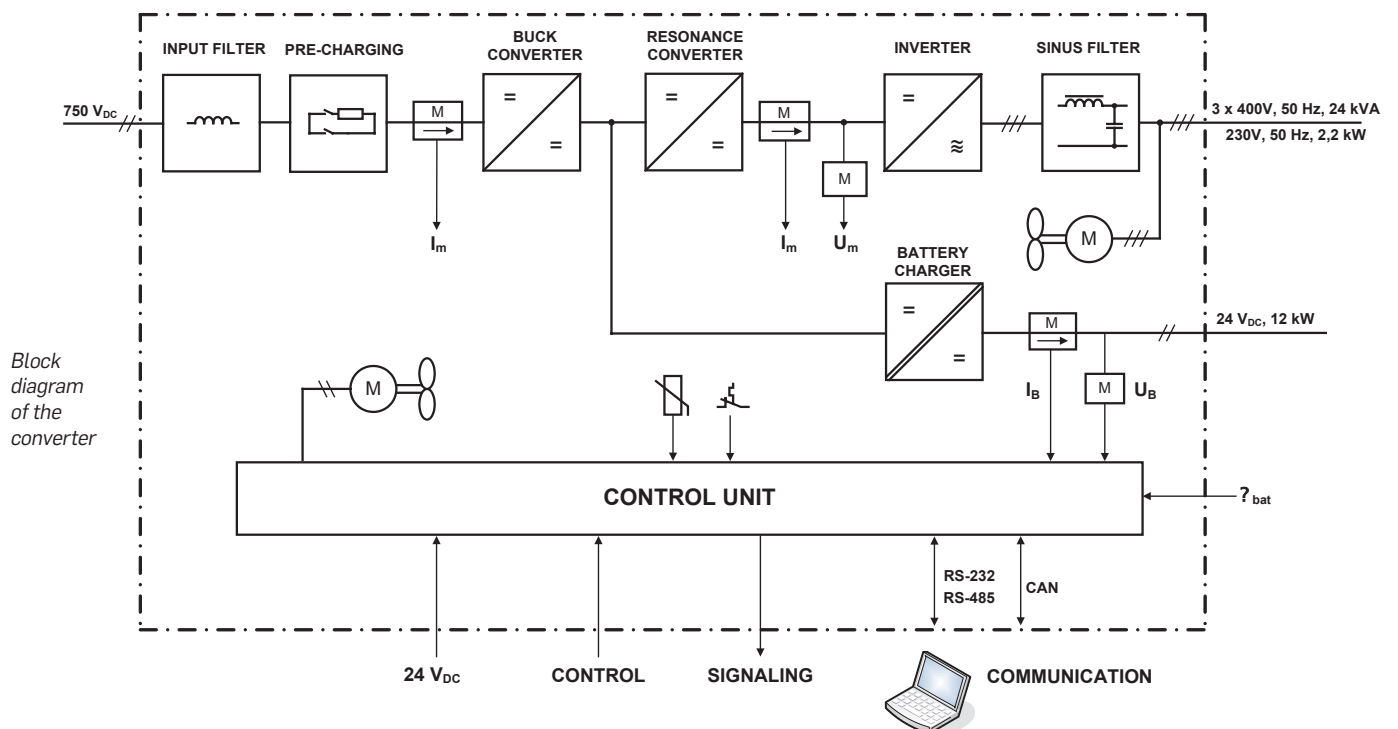 INPUT FILTER
PRE-CHARGING
BUCK
CONVERTER
RESONANCE
CONVERTER
INVERTER
SINUS FILTER
750 VDC
M
=
=
=
=
M
=
≋
3 x 400V, 50 Hz, 24 kVA
230V, 50 Hz, 2,2 kW
M
Im
Im
Um
M
BATTERY
CHARGER
=
=
M
24 VDC, 12 kW
Block
diagram
of the
converter
M
IB
M
UB
CONTROL UNIT
?bat
RS-232
RS-485
CAN
24 VDC
CONTROL
SIGNALING
COMMUNICATION